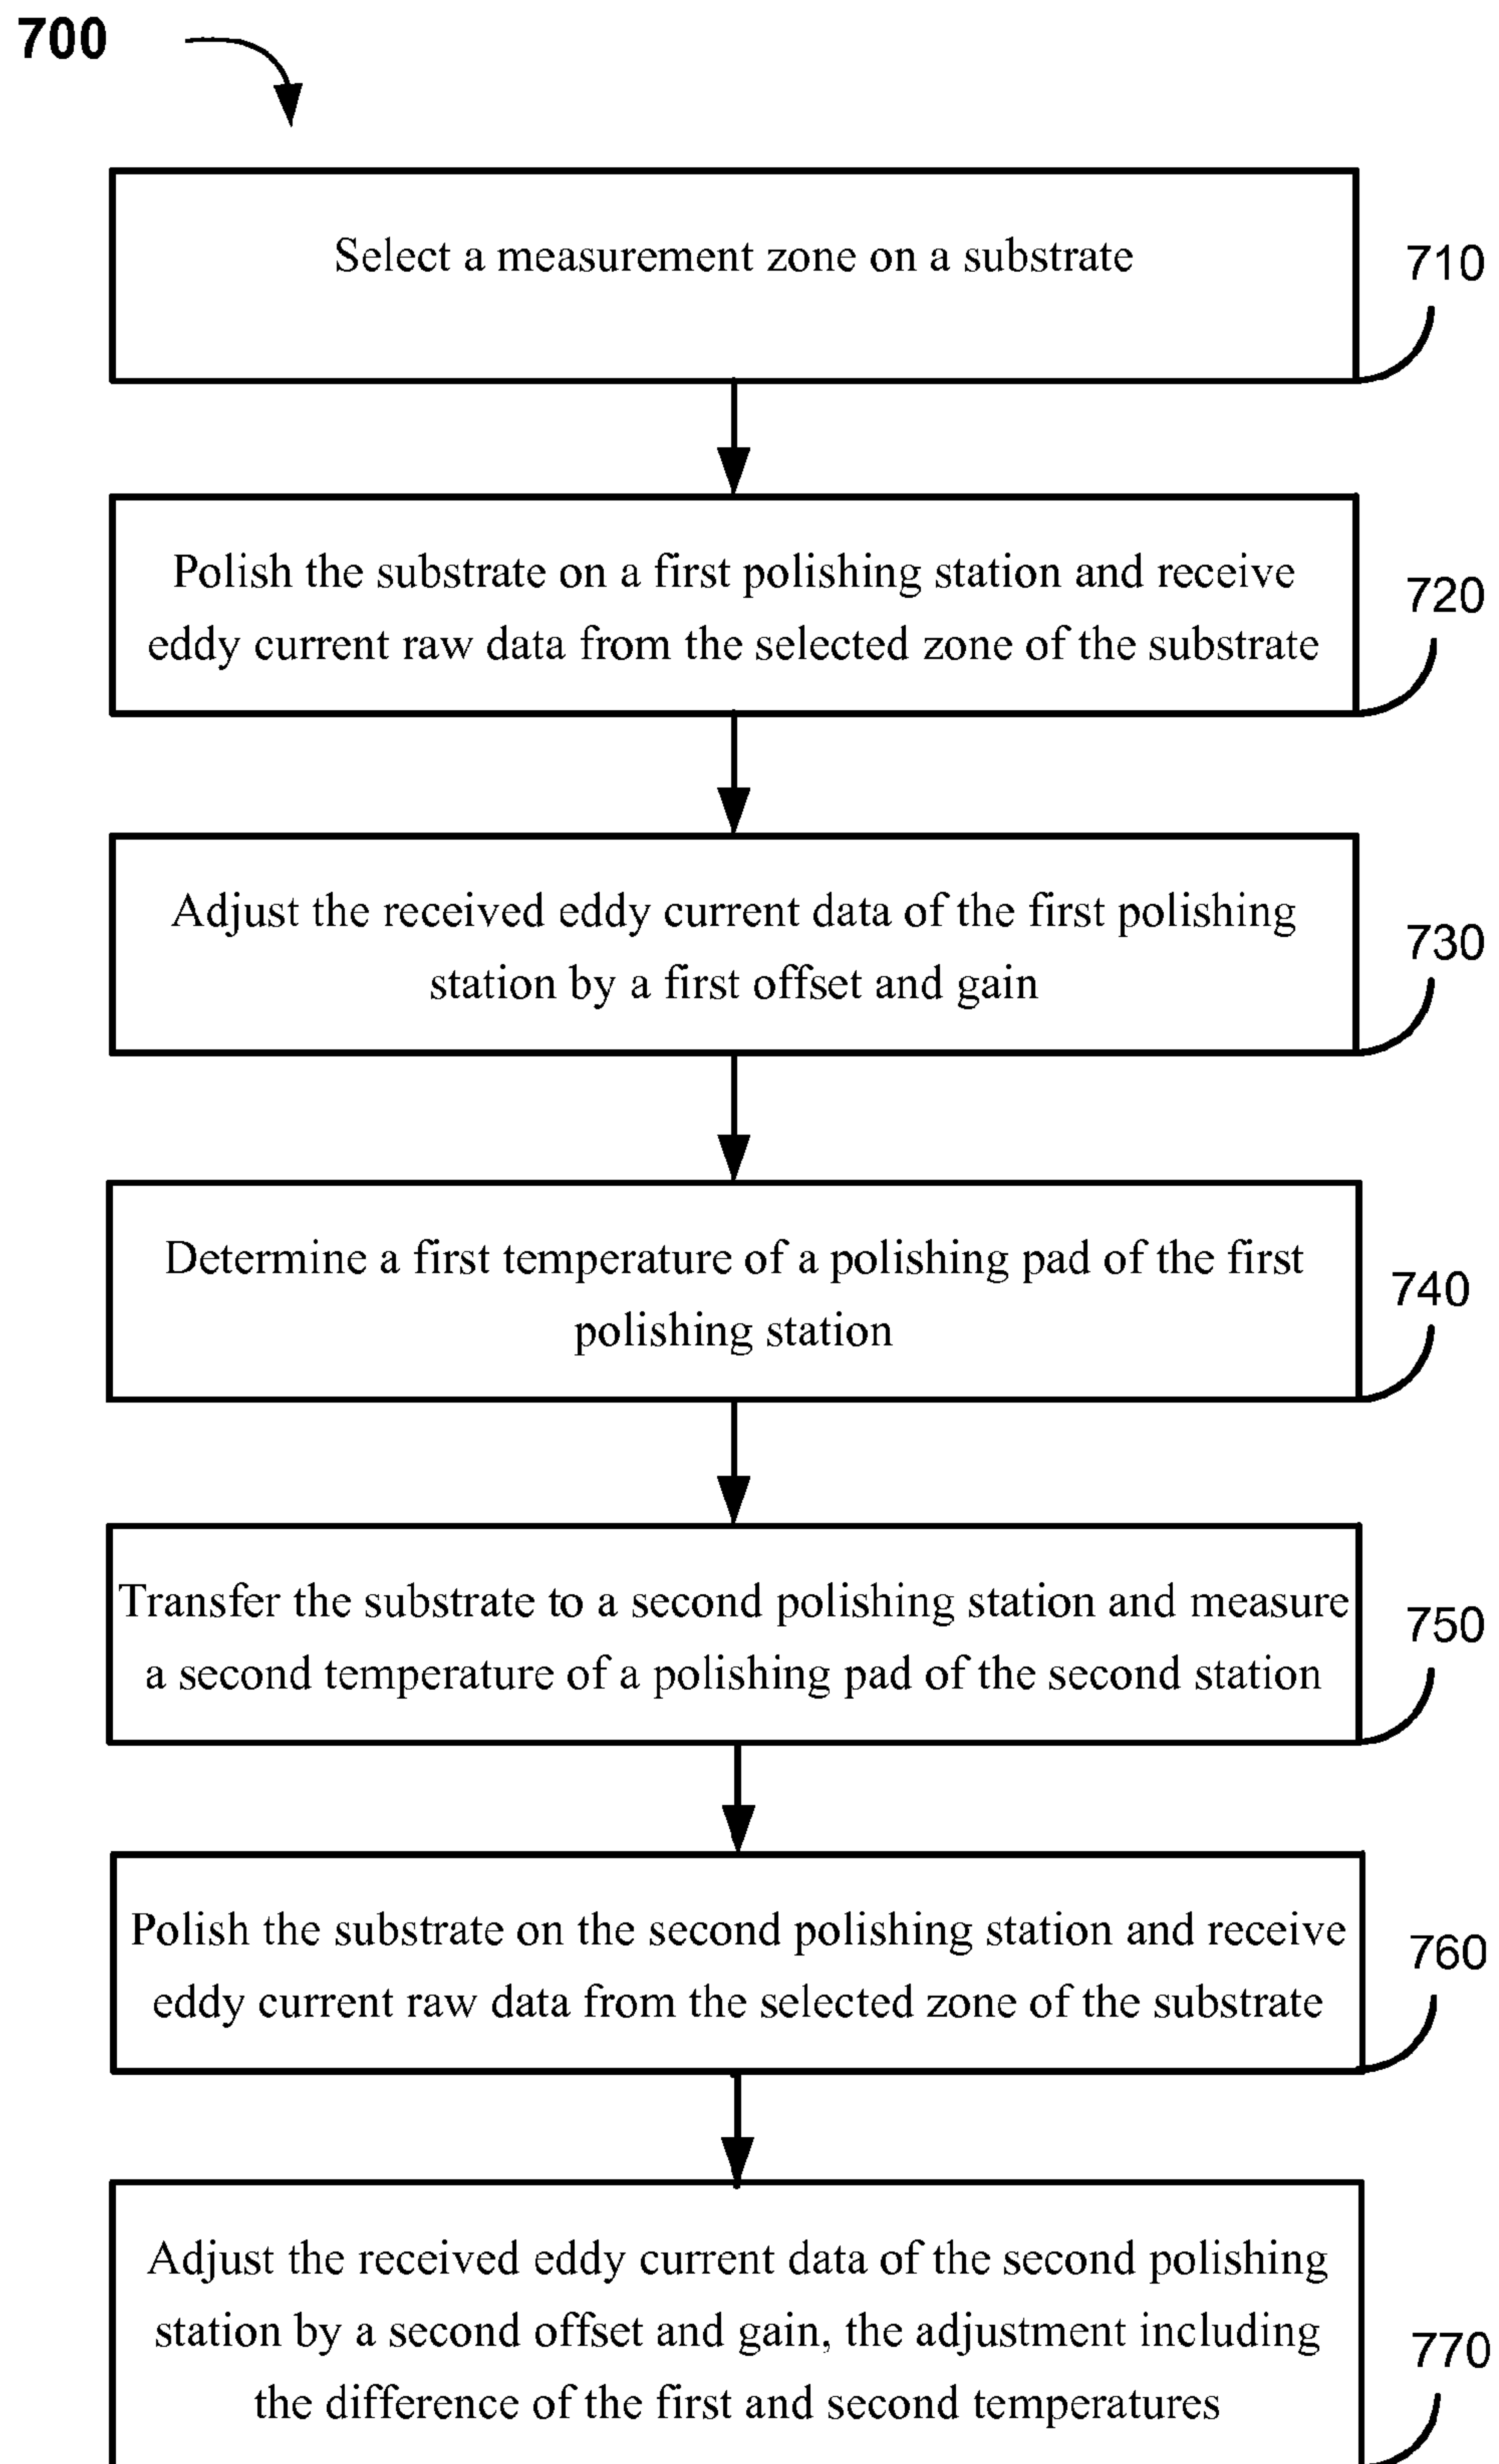 700
Select a measurement zone on a substrate
710
Polish the substrate on a first polishing station and receive
eddy current raw data from the selected zone of the substrate
720
Adjust the received eddy current data of the first polishing
station by a first offset and gain
730
Determine a first temperature of a polishing pad of the first
polishing station
740
Transfer the substrate to a second polishing station and measure
a second temperature of a polishing pad of the second station
750
Polish the substrate on the second polishing station and receive
eddy current raw data from the selected zone of the substrate
760
Adjust the received eddy current data of the second polishing
station by a second offset and gain, the adjustment including
the difference of the first and second temperatures
770